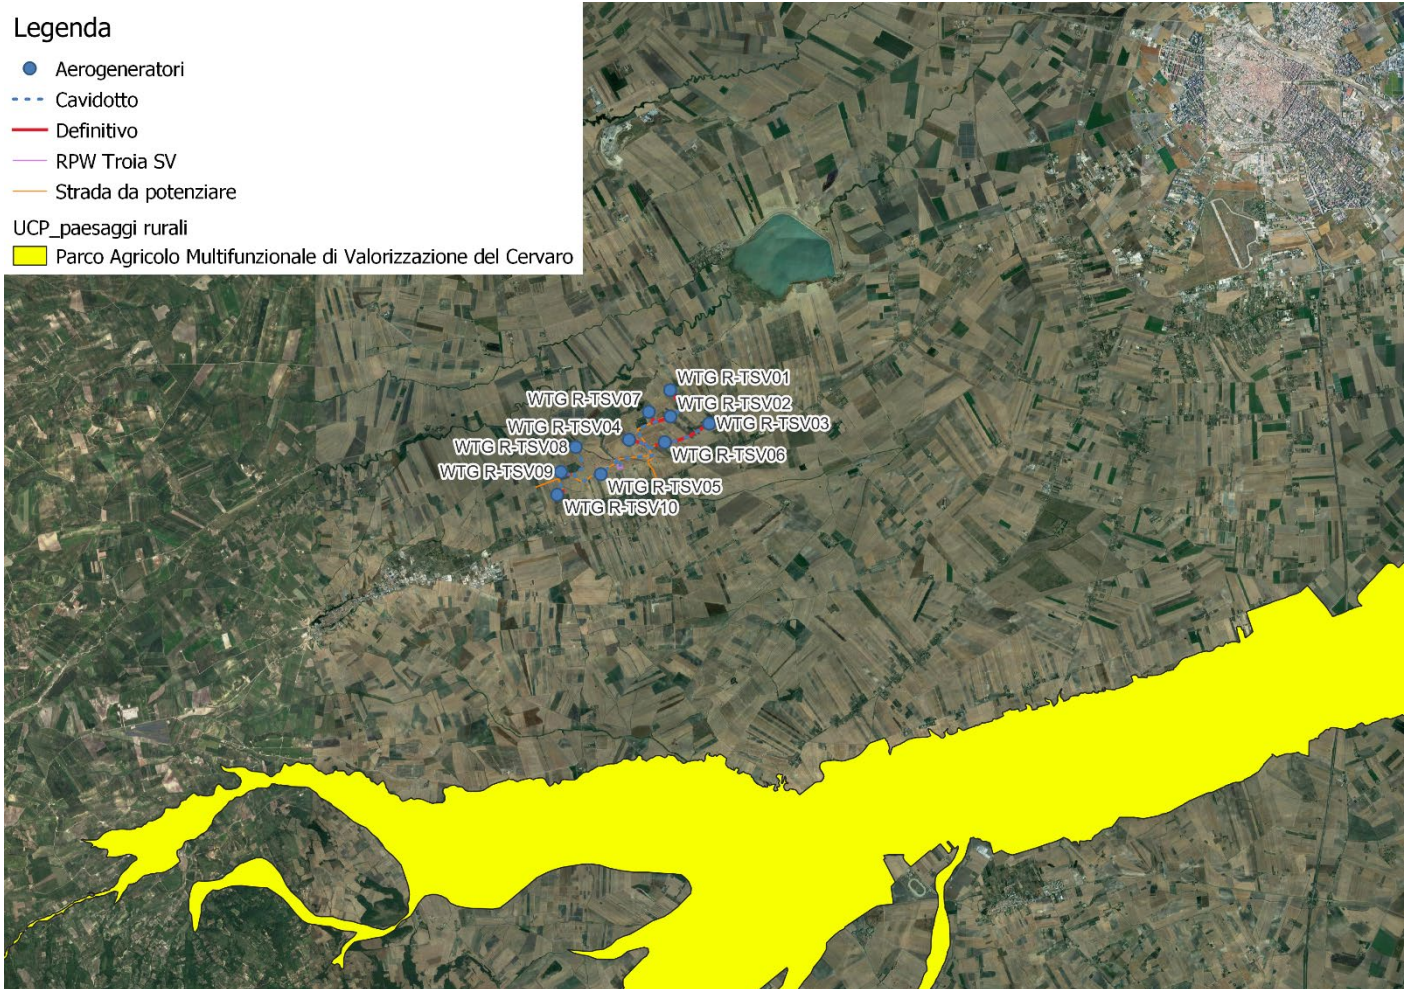 Legenda
Aerogeneratori
Cavidotto
Definitivo
RPW Troia SV
Strada da potenziare
UCP_paesaggi rurali
Parco Agricolo Multifunzionale di Valorizzazione del Cervaro
WTG R-TSV01
WTG R-TSV07
WTG R-TSV02
WTG R-TSV03
WTG R-TSV04
WTG R-TSV08
WTG R-TSV06
WTG R-TSV09
WTG R-TSV05
WTG R-TSV10